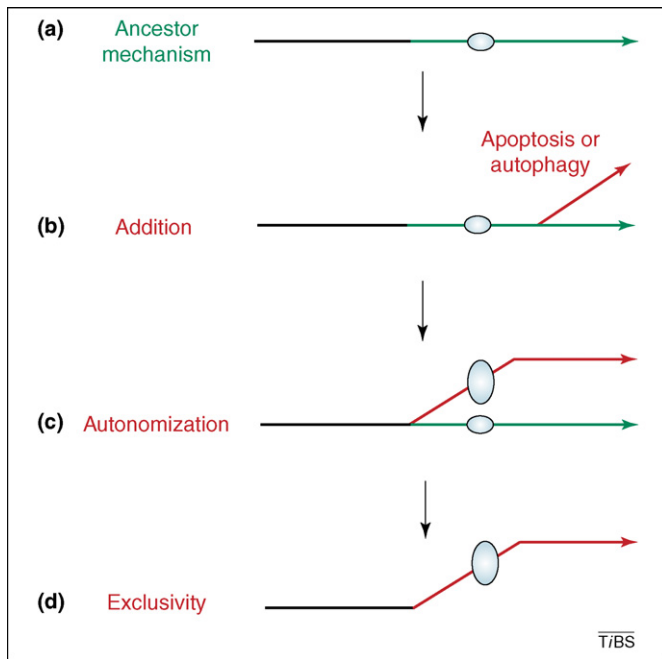 (a) Ancestor
mechanism
Apoptosis or
autophagy
(b) Addition
(c) Autonomization
(d) Exclusivity
TiBS